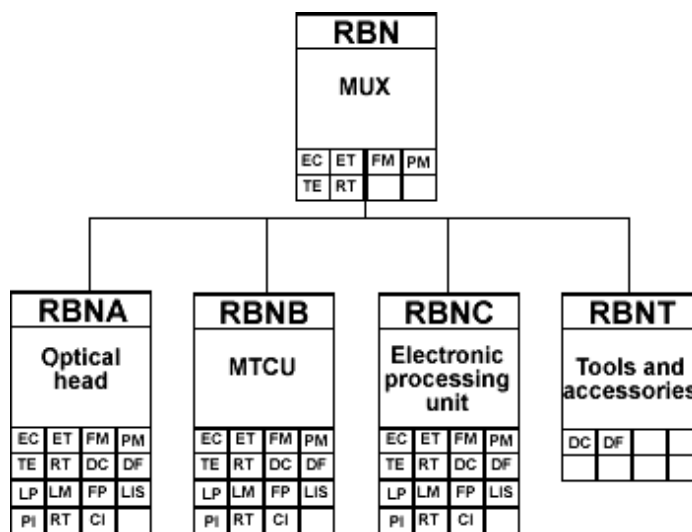 RBN
MUX
EC ET FM PM
TE RT
RBNA
Optical
head
EC ET FM PM
TE RT DC DF
LP LM FP LIS
PI RT CI
RBNB
MTCU
EC ET FM PM
TE RT DC DF
LP LM FP LIS
PI RT CI
RBNC
Electronic
processing
unit
EC ET FM PM
TE RT DC DF
LP LM FP LIS
PI RT CI
RBNT
Tools and
accessories
DC DF